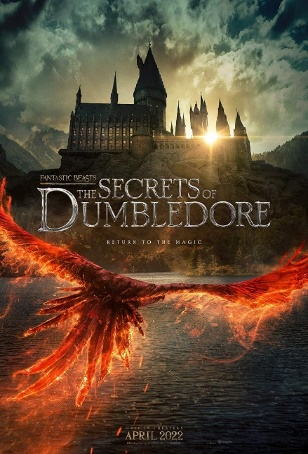 FANTASTIC BEASTS
THE SECRETS OF
DUMBLEDORE
RETURN TO THE MAGIC
APRIL 2022